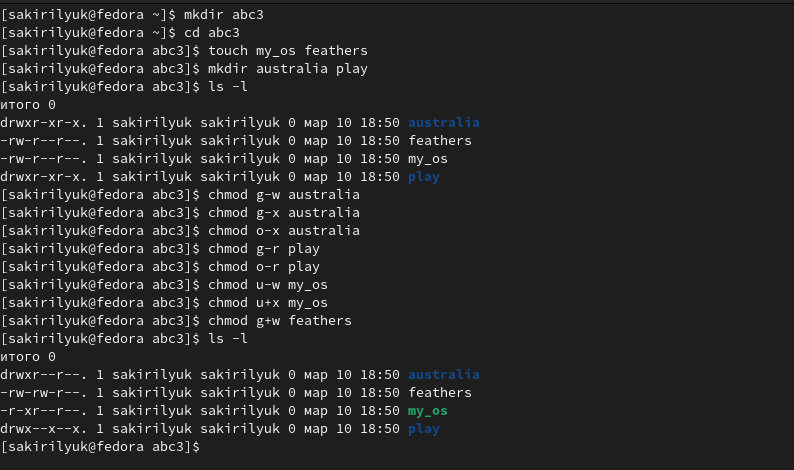 [sakirilyuk@fedora ~]$ mkdir abc3
[sakirilyuk@fedora ~]$ cd abc3
[sakirilyuk@fedora abc3]$ touch my_os feathers
[sakirilyuk@fedora abc3]$ mkdir australia play
[sakirilyuk@fedora abc3]$ ls -l
итого 0
drwxr-xr-x. 1 sakirilyuk sakirilyuk 0 мар 10 18:50 australia
-rw-r--r--. 1 sakirilyuk sakirilyuk 0 мар 10 18:50 feathers
-rw-r--r--. 1 sakirilyuk sakirilyuk 0 мар 10 18:50 my_os
drwxr-xr-x. 1 sakirilyuk sakirilyuk 0 мар 10 18:50 play
[sakirilyuk@fedora abc3]$ chmod g-w australia
[sakirilyuk@fedora abc3]$ chmod g-x australia
[sakirilyuk@fedora abc3]$ chmod o-x australia
[sakirilyuk@fedora abc3]$ chmod g-r play
[sakirilyuk@fedora abc3]$ chmod o-r play
[sakirilyuk@fedora abc3]$ chmod u-w my_os
[sakirilyuk@fedora abc3]$ chmod u+x my_os
[sakirilyuk@fedora abc3]$ chmod g+w feathers
[sakirilyuk@fedora abc3]$ ls -l
итого 0
drwxr--r--. 1 sakirilyuk sakirilyuk 0 мар 10 18:50 australia
-rw-rw-r--. 1 sakirilyuk sakirilyuk 0 мар 10 18:50 feathers
-r-xr--r--. 1 sakirilyuk sakirilyuk 0 мар 10 18:50 my_os
drwx--x--x. 1 sakirilyuk sakirilyuk 0 мар 10 18:50 play
[sakirilyuk@fedora abc3]$